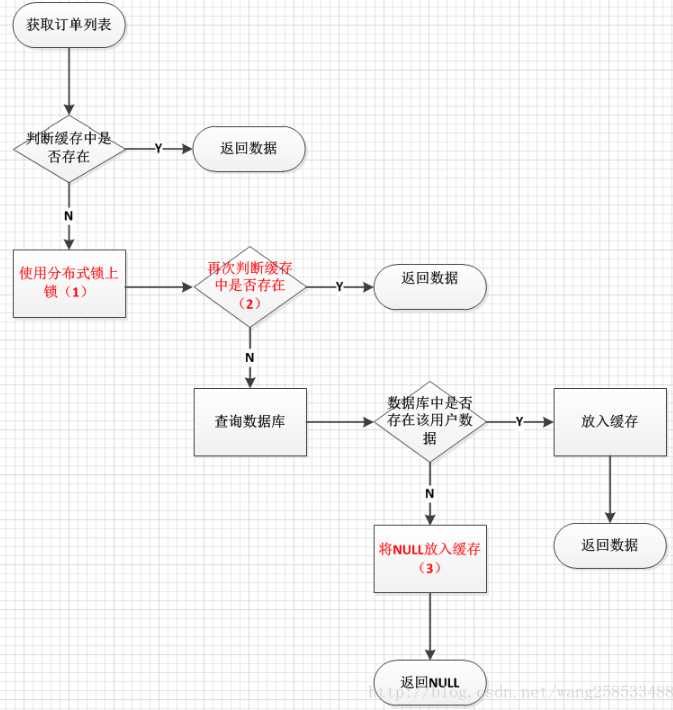 获取订单列表
判断缓存中是
否存在
Y
返回数据
N
使用分布式锁上
锁（1）
再次判断缓存
中是否存在
（2）
Y
返回数据
N
查询数据库
数据库中是否
存在该用户数
据
Y
放入缓存
N
将NULL放入缓存
（3）
返回数据
返回NULL
http://blog.csdn.net/wang258533488